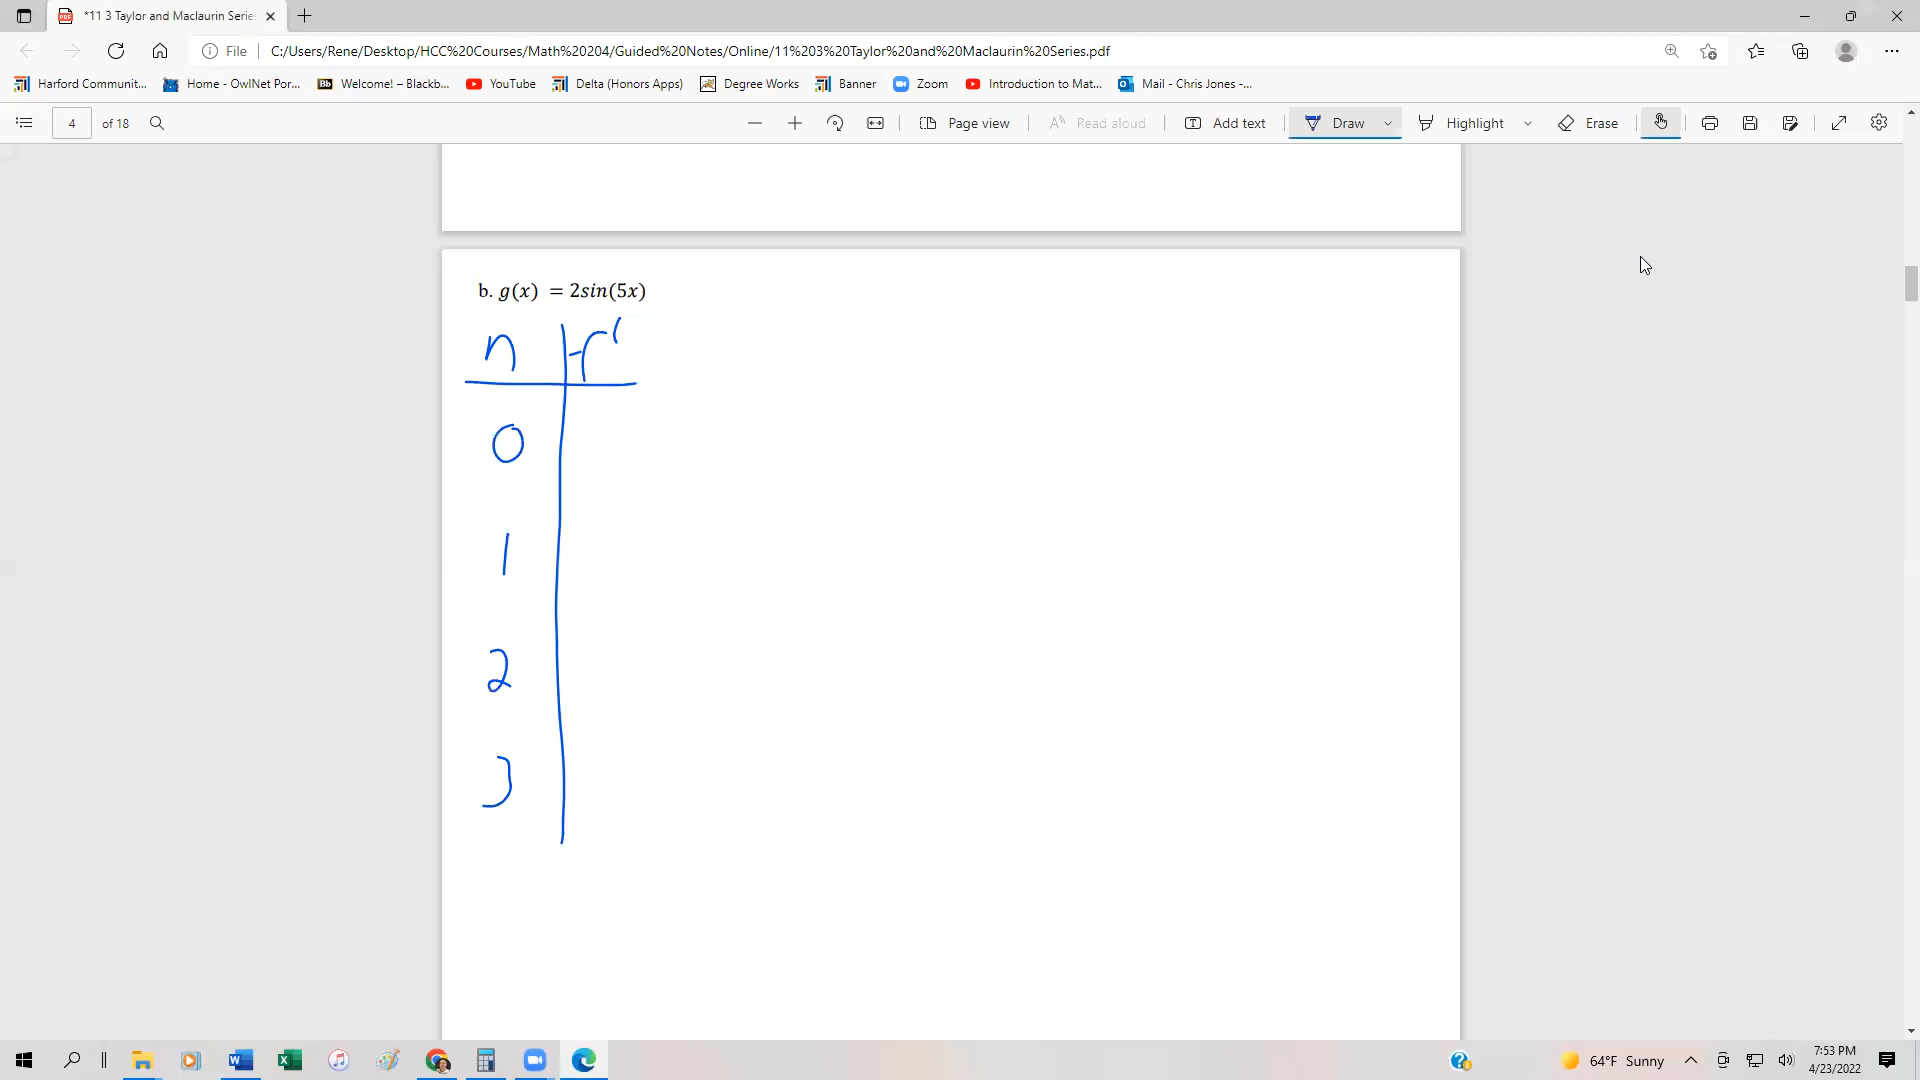 *11 3 Taylor and Maclaurin Serie
File C:/Users/Rene/Desktop/HCC%20Courses/Math%20204/Guided%20Notes/Online/11%203%20Taylor%20and%20Maclaurin%20Series.pdf
Harford Communit... Home - OwlNet Por... Bb Welcome! – Blackb... YouTube Delta (Honors Apps) Degree Works Banner Zoom Introduction to Mat... Mail - Chris Jones -...
4 of 18 Page view Read aloud Add text Draw Highlight Erase
b. g(x) = 2sin(5x)
n
0
1
2
3
64°F Sunny 7:53 PM
4/23/2022